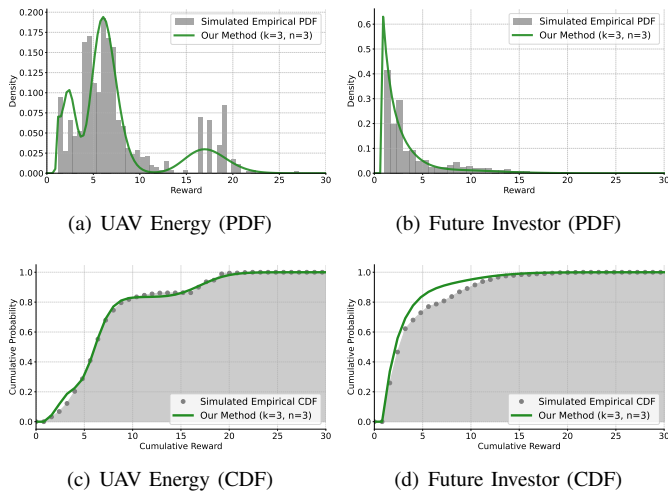 0.200
0.175
0.150
0.125
0.100
0.075
0.050
0.025
0.000
Density
Simulated Empirical PDF
Our Method (k=3, n=3)
0 5 10 15 20 25 30
Reward
(a) UAV Energy (PDF)
0.6
0.5
0.4
0.3
0.2
0.1
0.0
Density
Simulated Empirical PDF
Our Method (k=3, n=3)
0 5 10 15 20 25 30
Reward
(b) Future Investor (PDF)
1.0
0.8
0.6
0.4
0.2
0.0
Cumulative Probability
Simulated Empirical CDF
Our Method (k=3, n=3)
0 5 10 15 20 25 30
Cumulative Reward
(c) UAV Energy (CDF)
1.0
0.8
0.6
0.4
0.2
0.0
Cumulative Probability
Simulated Empirical CDF
Our Method (k=3, n=3)
0 5 10 15 20 25 30
Cumulative Reward
(d) Future Investor (CDF)